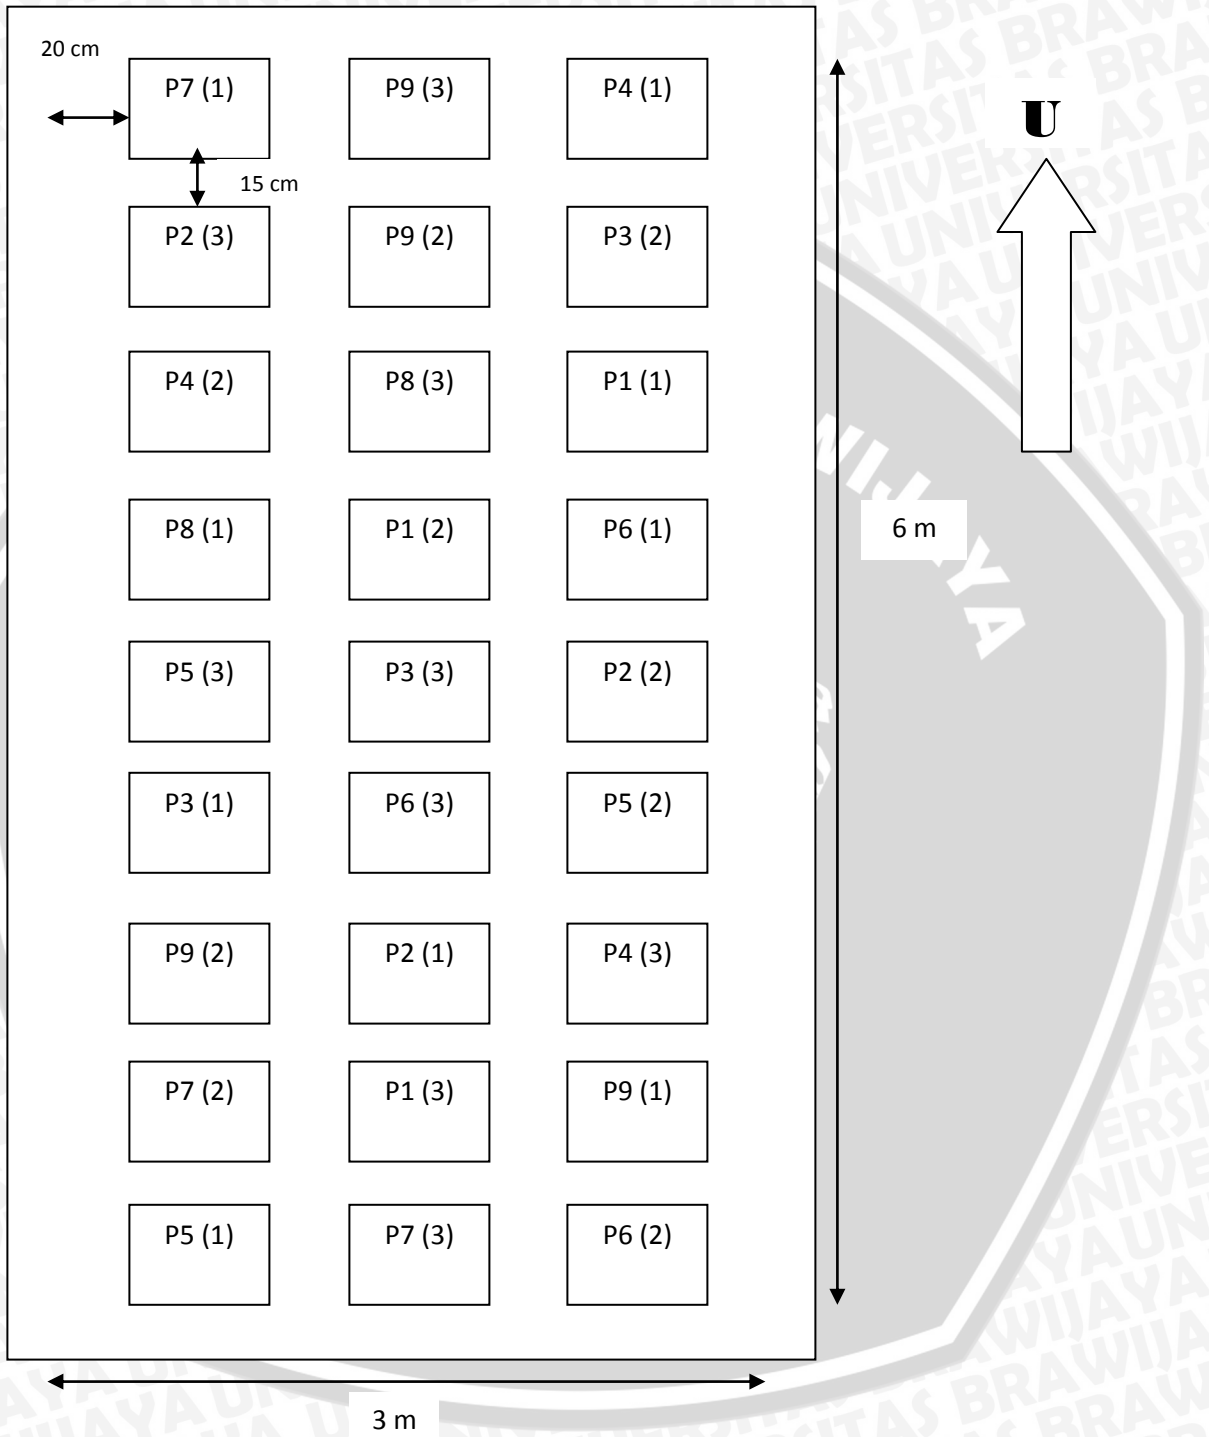 20 cm
P7 (1) P9 (3) P4 (1)
U
15 cm
P2 (3) P9 (2) P3 (2)
P4 (2) P8 (3) P1 (1)
P8 (1) P1 (2) P6 (1)
6 m
P5 (3) P3 (3) P2 (2)
P3 (1) P6 (3) P5 (2)
P9 (2) P2 (1) P4 (3)
P7 (2) P1 (3) P9 (1)
P5 (1) P7 (3) P6 (2)
3 m